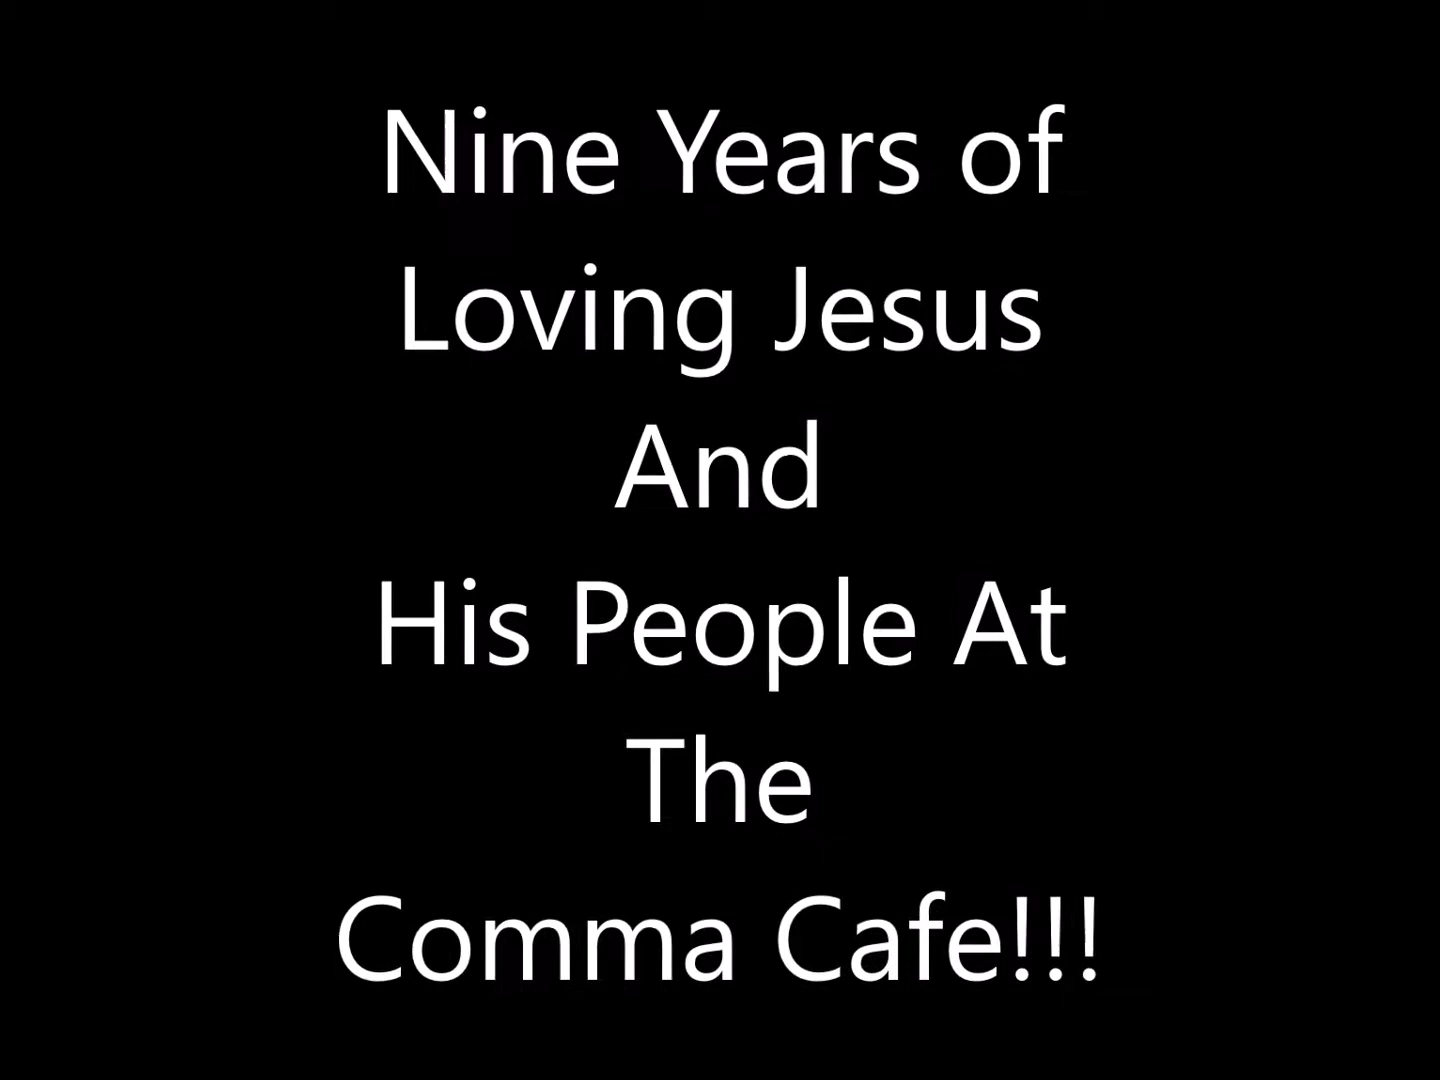 Nine Years of
Loving Jesus
And
His People At
The
Comma Cafe!!!